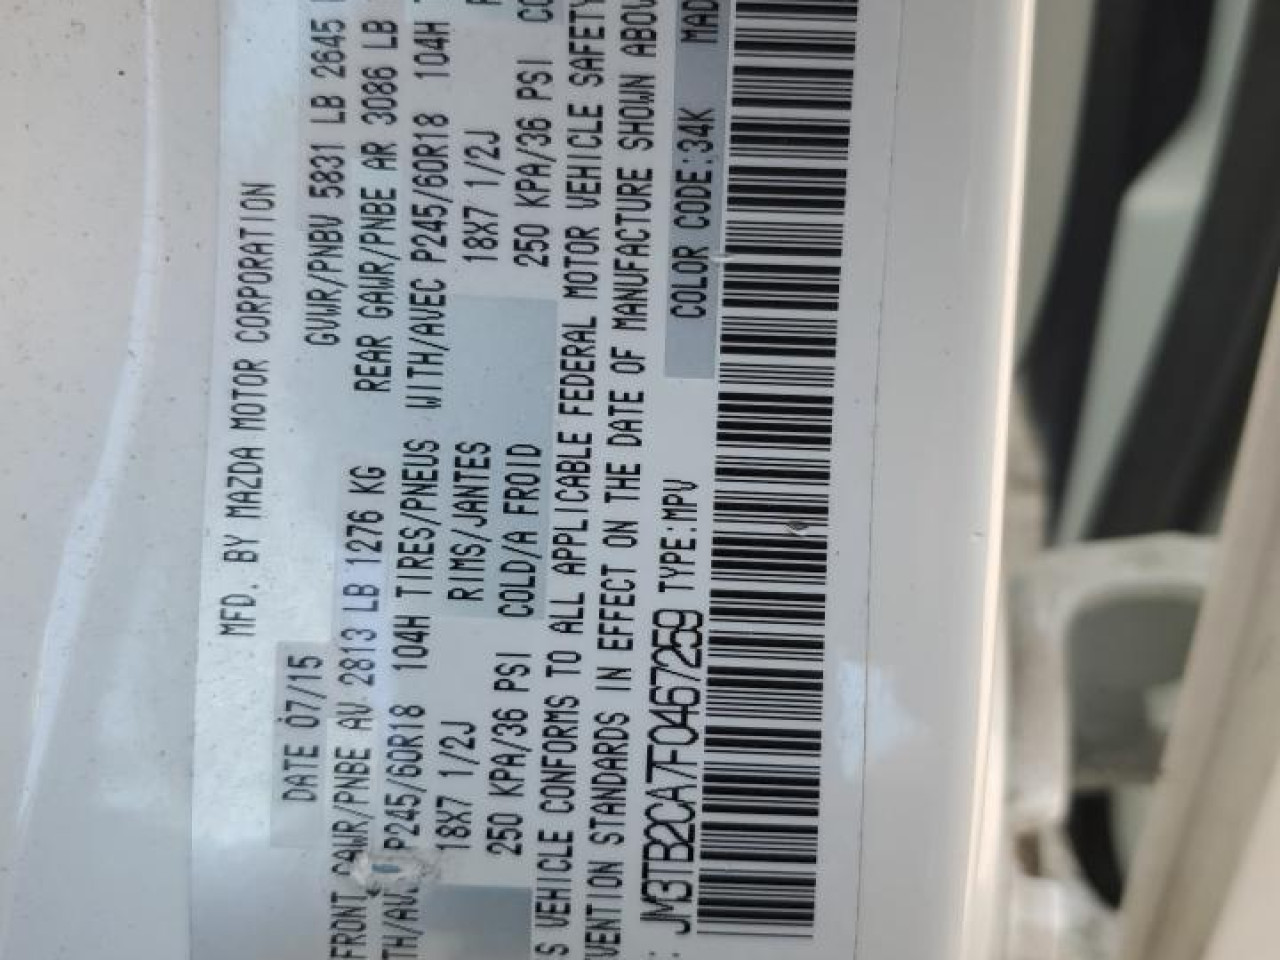 MFD. BY MAZDA MOTOR CORPORATION
DATE 07/15 GVWR/PNBV 5831 LB 2645
FRONT GAWR/PNBE AV 2813 LB 1276 KG REAR GAWR/PNBE AR 3086 LB
TH/AV P245/60R18 104H TIRES/PNEUS WITH/AVEC P245/60R18 104H
18X7 1/2J RIMS/JANTES 18X7 1/2J
250 KPA/36 PSI COLD/A FROID 250 KPA/36 PSI CO
S VEHICLE CONFORMS TO ALL APPLICABLE FEDERAL MOTOR VEHICLE SAFETY
VENTION STANDARDS IN EFFECT ON THE DATE OF MANUFACTURE SHOWN ABOV
: JM3TB2CA7F0467259 TYPE:MPV COLOR CODE:34K MAD